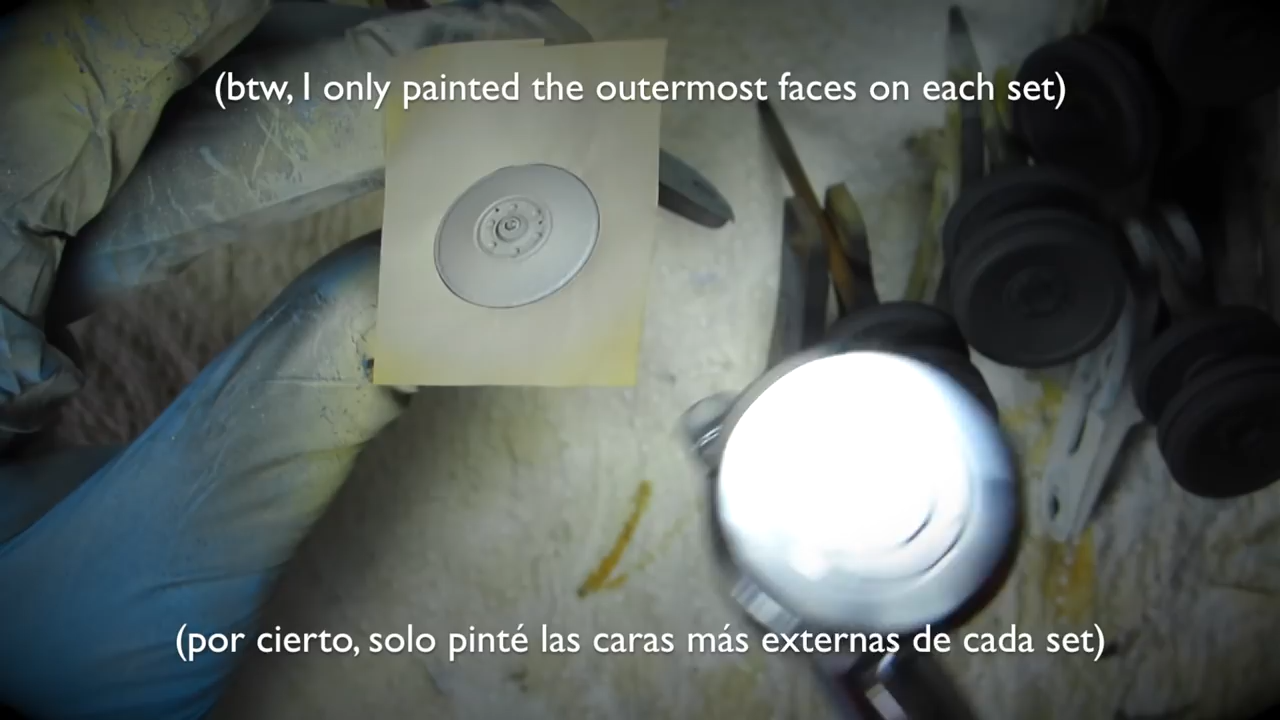 (btw, I only painted the outermost faces on each set)
(por cierto, solo pinté las caras más externas de cada set)